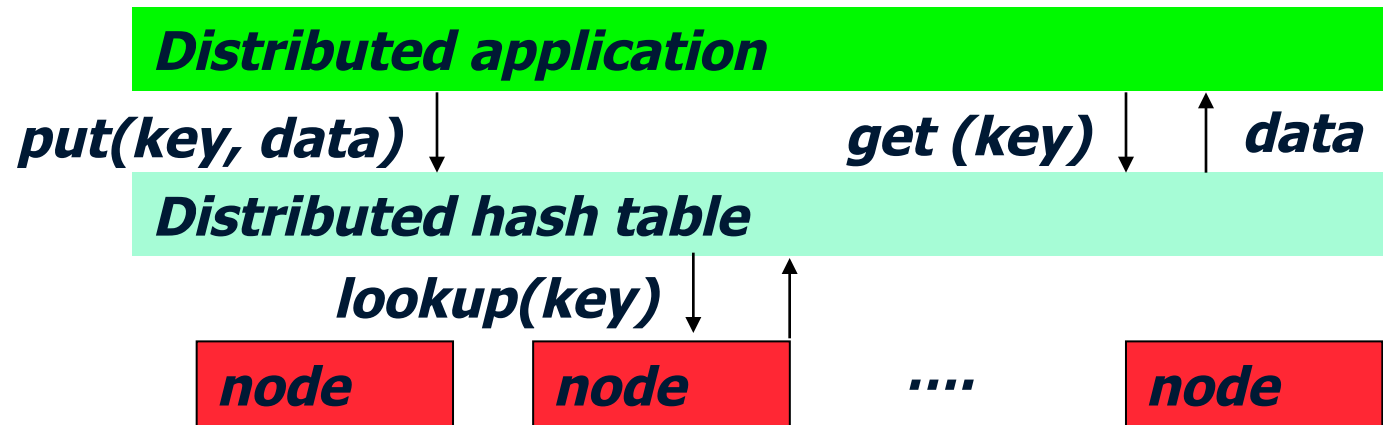 Distributed application
put(key, data)
get (key)
data
Distributed hash table
lookup(key)
node
node
....
node